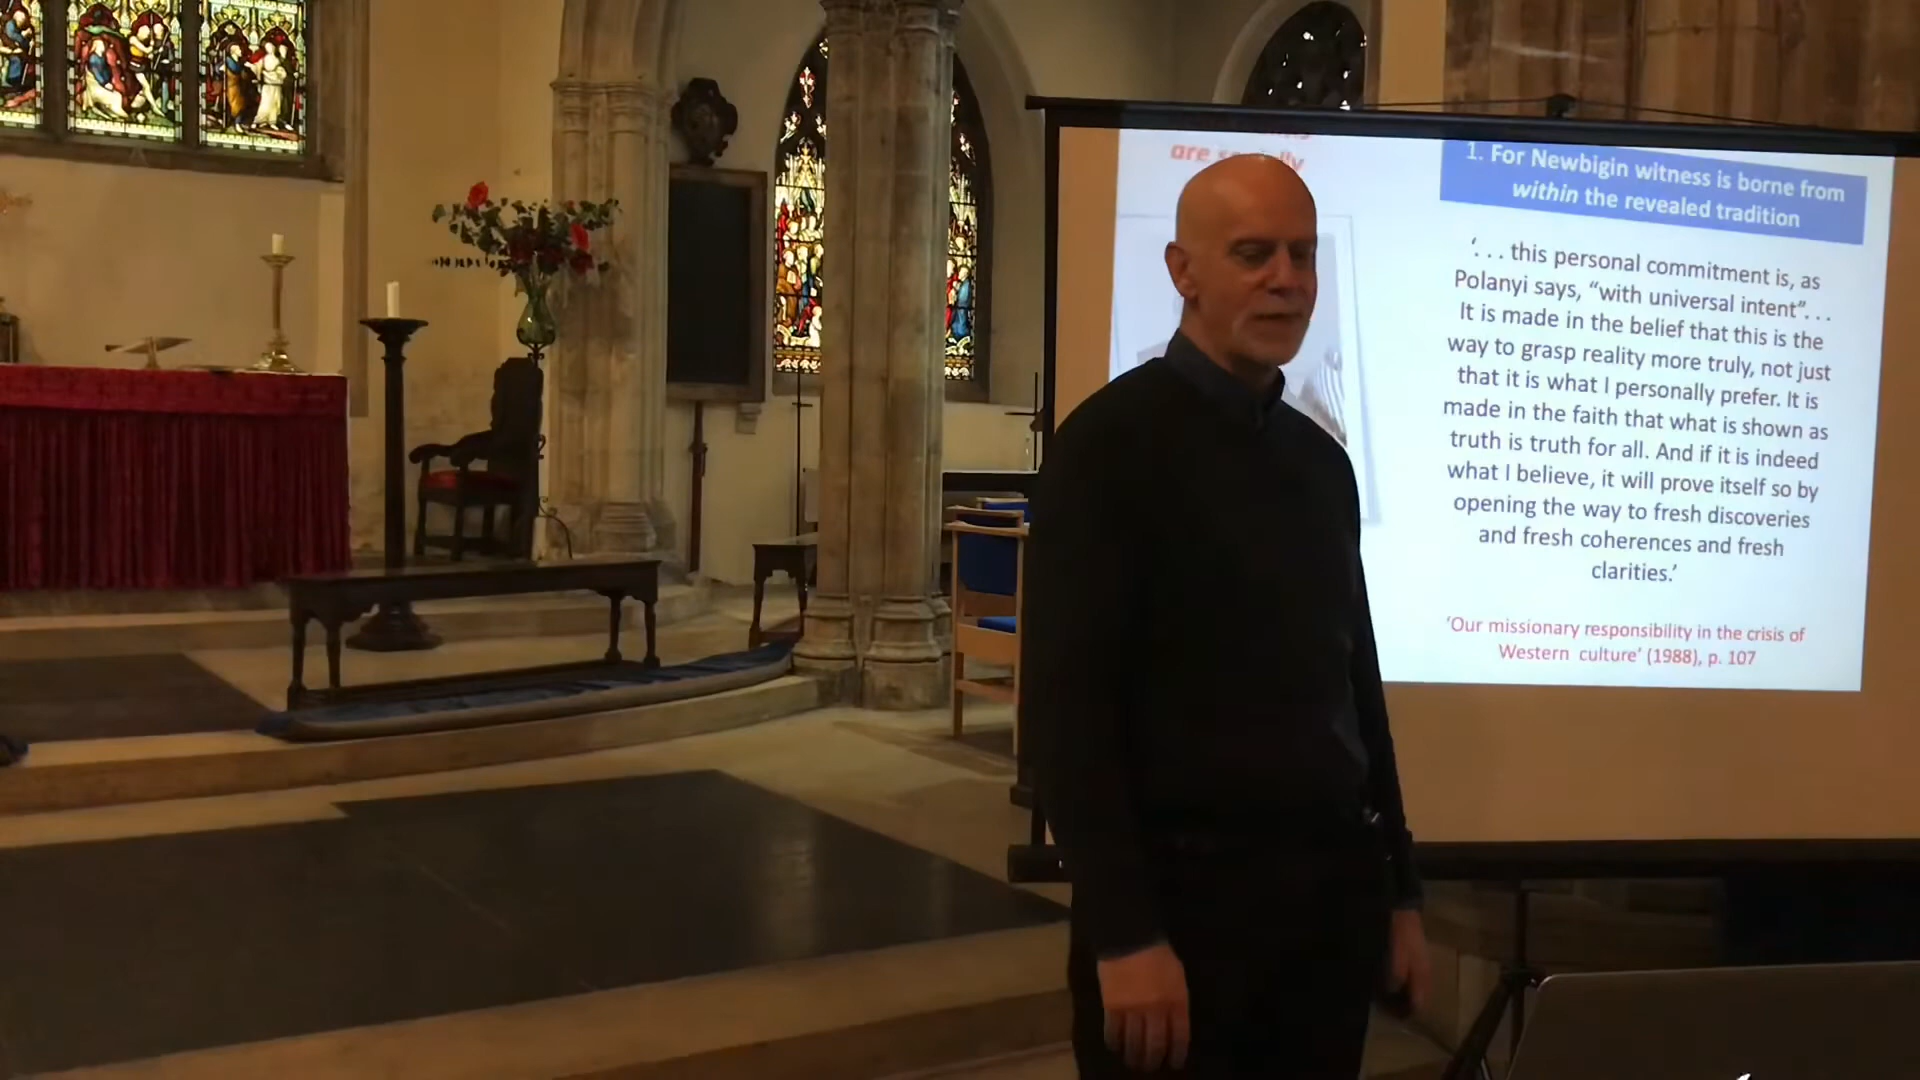 are
1. For Newbigin witness is borne from
within the revealed tradition
‘. . . this personal commitment is, as
Polanyi says, “with universal intent”. . .
It is made in the belief that this is the
way to grasp reality more truly, not just
that it is what I personally prefer. It is
made in the faith that what is shown as
truth is truth for all. And if it is indeed
what I believe, it will prove itself so by
opening the way to fresh discoveries
and fresh coherences and fresh
clarities.’
‘Our missionary responsibility in the crisis of
Western culture’ (1988), p. 107